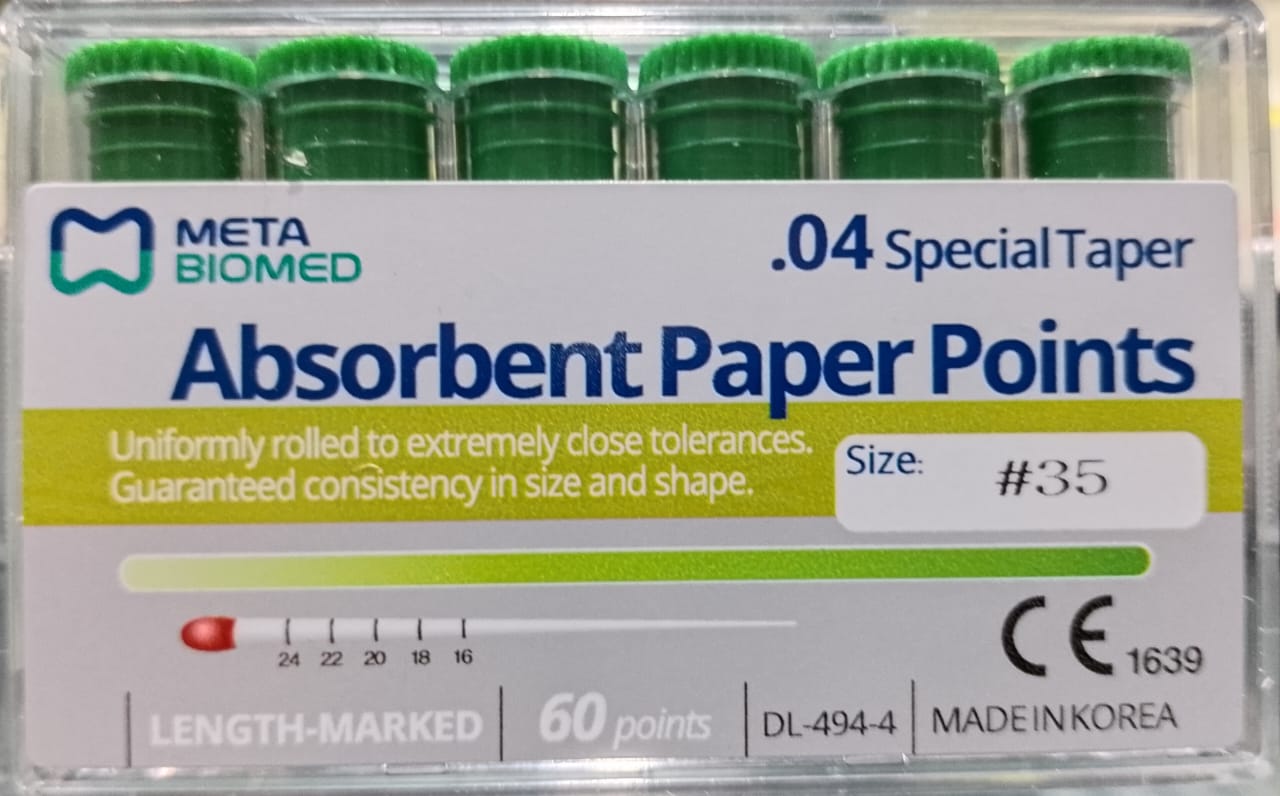 META
BIOMED
.04 Special Taper
Absorbent Paper Points
Uniformly rolled to extremely close tolerances.
Guaranteed consistency in size and shape.
Size: #35
24 22 20 18 16
CE 1639
LENGTH-MARKED 60 points DL-494-4 MADE IN KOREA